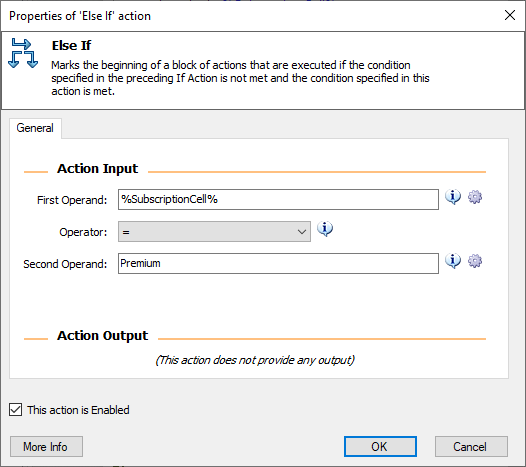 Properties of 'Else If' action
Else If
Marks the beginning of a block of actions that are executed if the condition
specified in the preceding If Action is not met and the condition specified in this
action is met.
General
Action Input
First Operand: %SubscriptionCell%
Operator: =
Second Operand: Premium
Action Output
(This action does not provide any output)
This action is Enabled
More Info OK Cancel